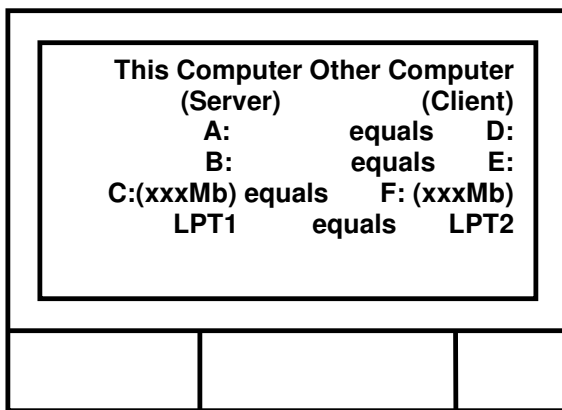 This Computer Other Computer
(Server) (Client)
A: equals D:
B: equals E:
C:(xxxMb) equals F: (xxxMb)
LPT1 equals LPT2